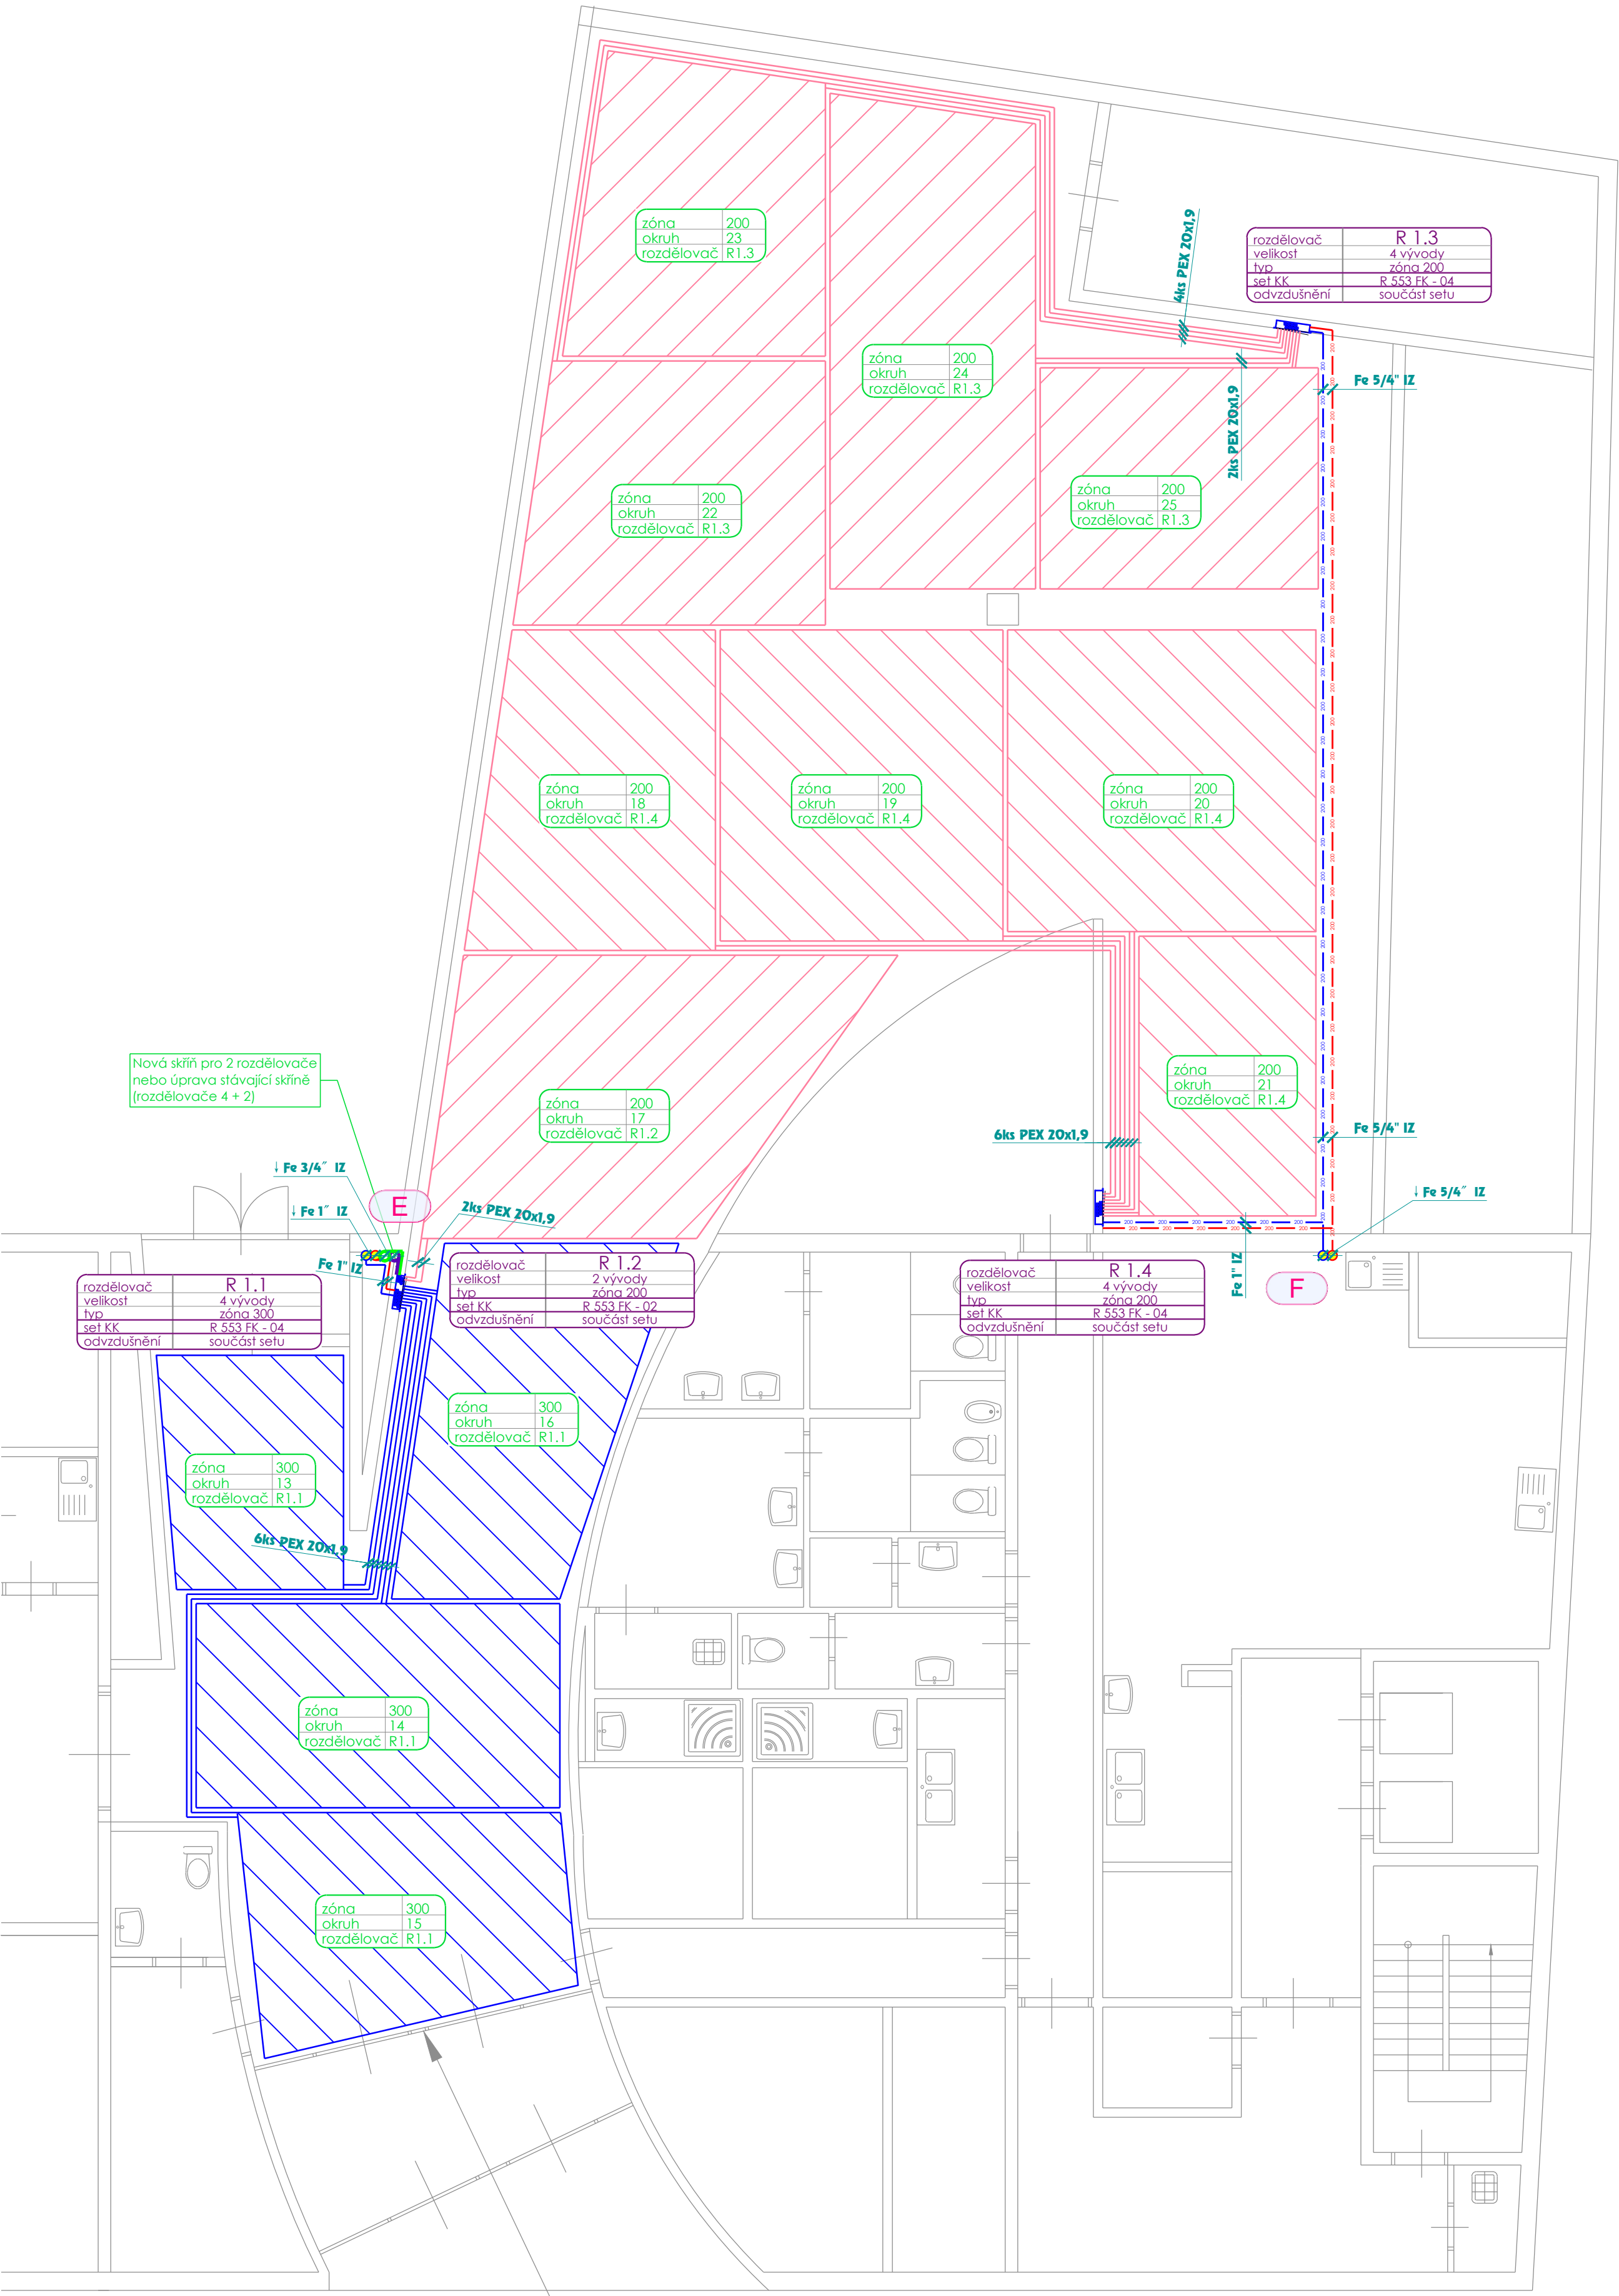 zóna 200
okruh 23
rozdělovač R1.3
4ks PEX 20x1,9
rozdělovač R 1.3
velikost 4 vývody
typ zóna 200
set KK R 553 FK - 04
odvzdušnění součást setu
zóna 200
okruh 24
rozdělovač R1.3
Fe 5/4" IZ
2ks PEX 20x1,9
zóna 200
okruh 22
rozdělovač R1.3
zóna 200
okruh 25
rozdělovač R1.3
zóna 200
okruh 18
rozdělovač R1.4
zóna 200
okruh 19
rozdělovač R1.4
zóna 200
okruh 20
rozdělovač R1.4
Nová skříň pro 2 rozdělovače
nebo úprava stávající skříně
(rozdělovače 4 + 2)
zóna 200
okruh 17
rozdělovač R1.2
zóna 200
okruh 21
rozdělovač R1.4
6ks PEX 20x1,9
Fe 5/4" IZ
↓ Fe 3/4" IZ
E
↓ Fe 1" IZ
2ks PEX 20x1,9
↓ Fe 5/4" IZ
Fe 1" IZ
Fe 1" IZ
F
rozdělovač R 1.1
velikost 4 vývody
typ zóna 300
set KK R 553 FK - 04
odvzdušnění součást setu
rozdělovač R 1.2
velikost 2 vývody
typ zóna 200
set KK R 553 FK - 02
odvzdušnění součást setu
rozdělovač R 1.4
velikost 4 vývody
typ zóna 200
set KK R 553 FK - 04
odvzdušnění součást setu
zóna 300
okruh 16
rozdělovač R1.1
zóna 300
okruh 13
rozdělovač R1.1
6ks PEX 20x1,9
zóna 300
okruh 14
rozdělovač R1.1
zóna 300
okruh 15
rozdělovač R1.1